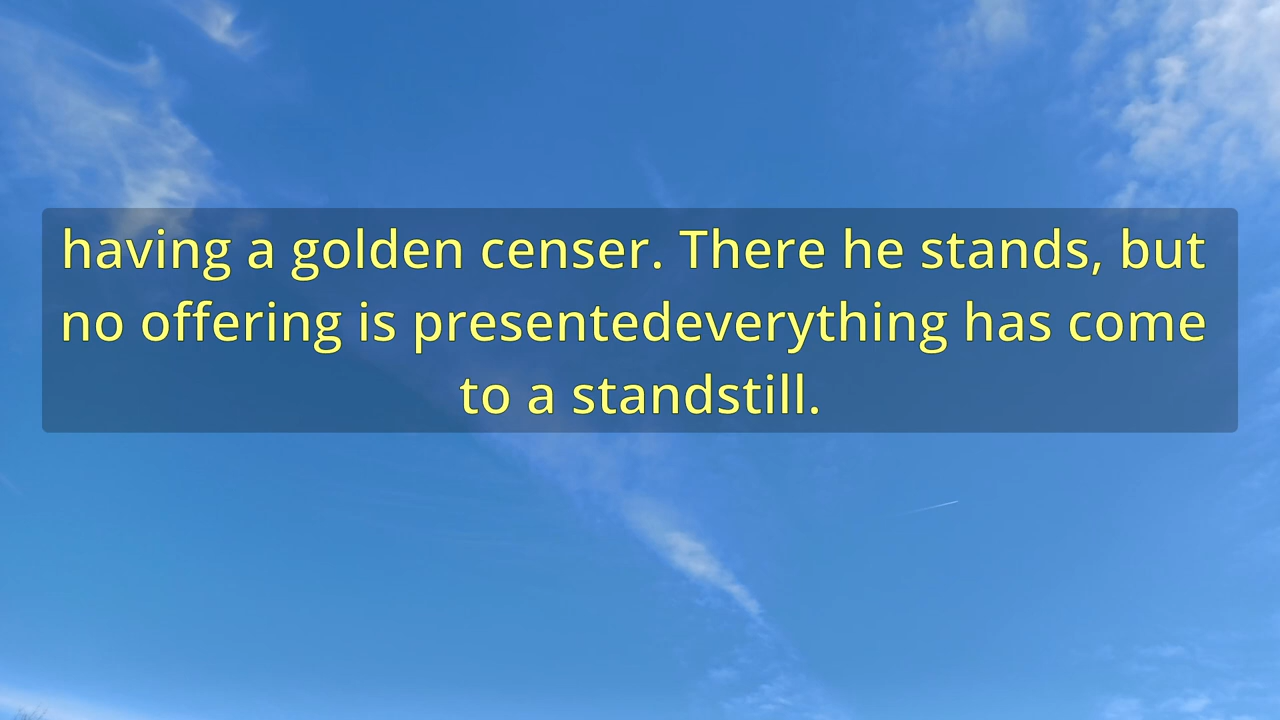 having a golden censer. There he stands, but
no offering is presentedeverything has come
to a standstill.